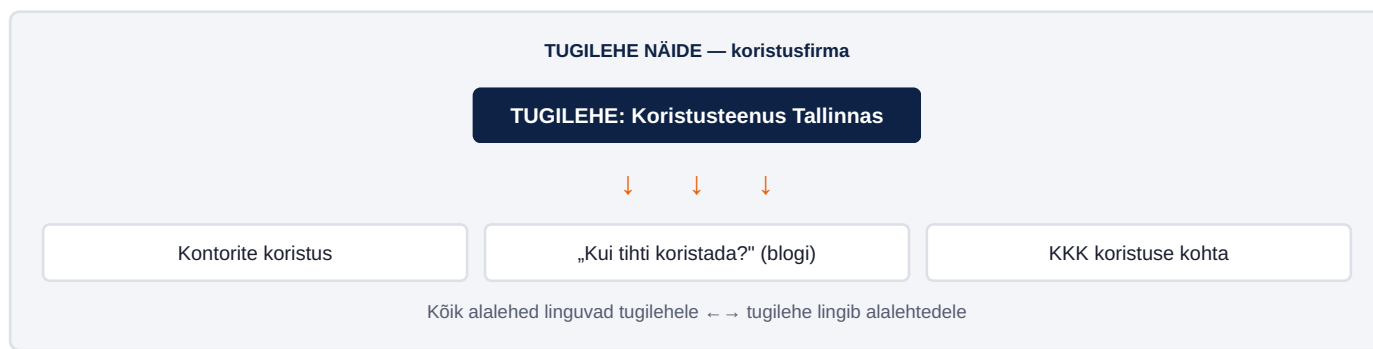 TUGILEHE NÄIDE — koristusfirma
TUGILEHE: Koristusteenus Tallinnas
↓ ↓ ↓
Kontorite koristus
„Kui tihti koristada?" (blogi)
KKK koristuse kohta
Kõik alalehed linguvad tugilehele ←→ tugilehe lingib alalehtedele